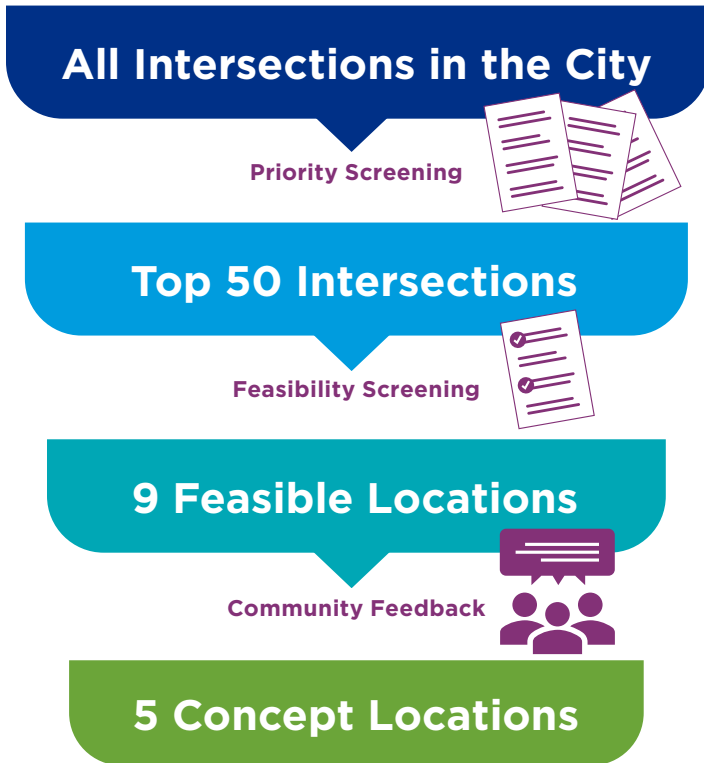 All Intersections in the City
Priority Screening
Top 50 Intersections
Feasibility Screening
9 Feasible Locations
Community Feedback
5 Concept Locations